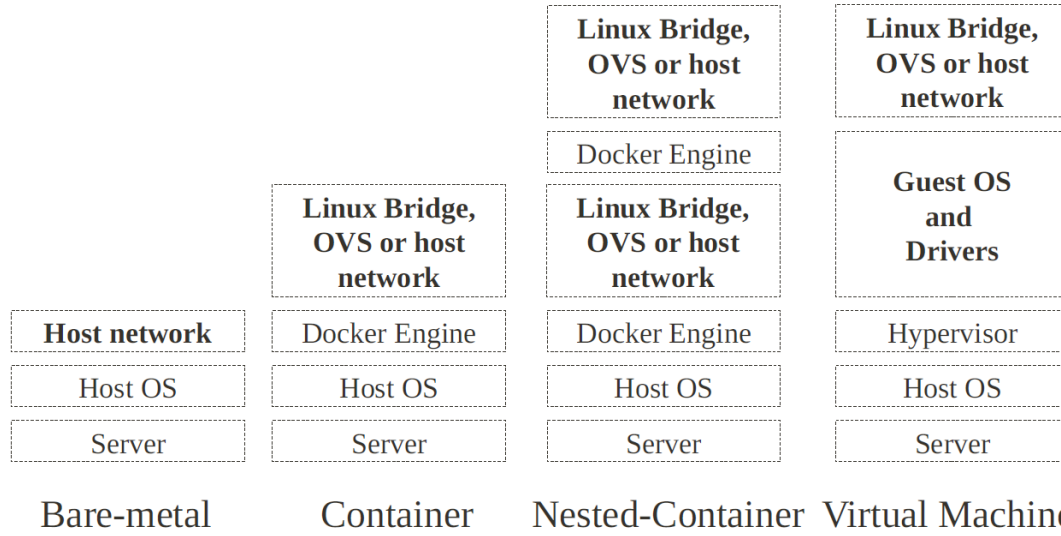 Host network
Host OS
Server
Bare-metal
Linux Bridge,
OVS or host
network
Docker Engine
Host OS
Server
Container
Linux Bridge,
OVS or host
network
Docker Engine
Linux Bridge,
OVS or host
network
Docker Engine
Host OS
Server
Nested-Container
Linux Bridge,
OVS or host
network
Guest OS
and
Drivers
Hypervisor
Host OS
Server
Virtual Machine